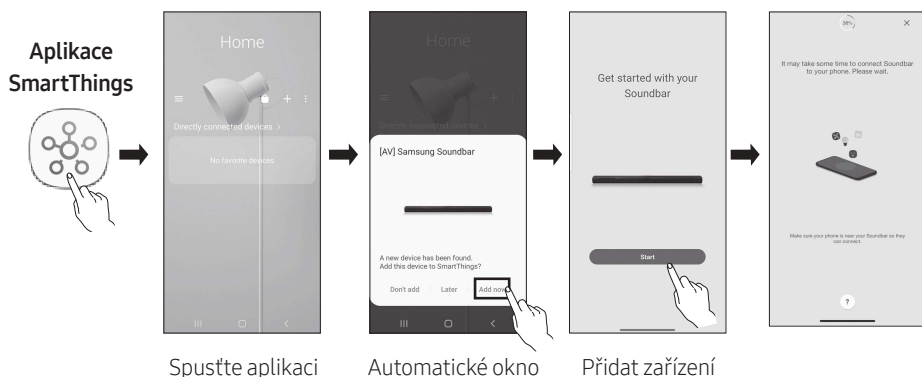 Aplikace
SmartThings
Home
Directly connected devices >
No favorite devices
Spusťte aplikaci
Home
Directly connected devices >
[AV] Samsung Soundbar
A new device has been found.
Add this device to SmartThings?
Don't add
Later
Add now
Automatické okno
Get started with your
Soundbar
Start
Přidat zařízení
38%
It may take some time to connect Soundbar
to your phone. Please wait.
Make sure your phone is near your Soundbar so they
can connect.
?